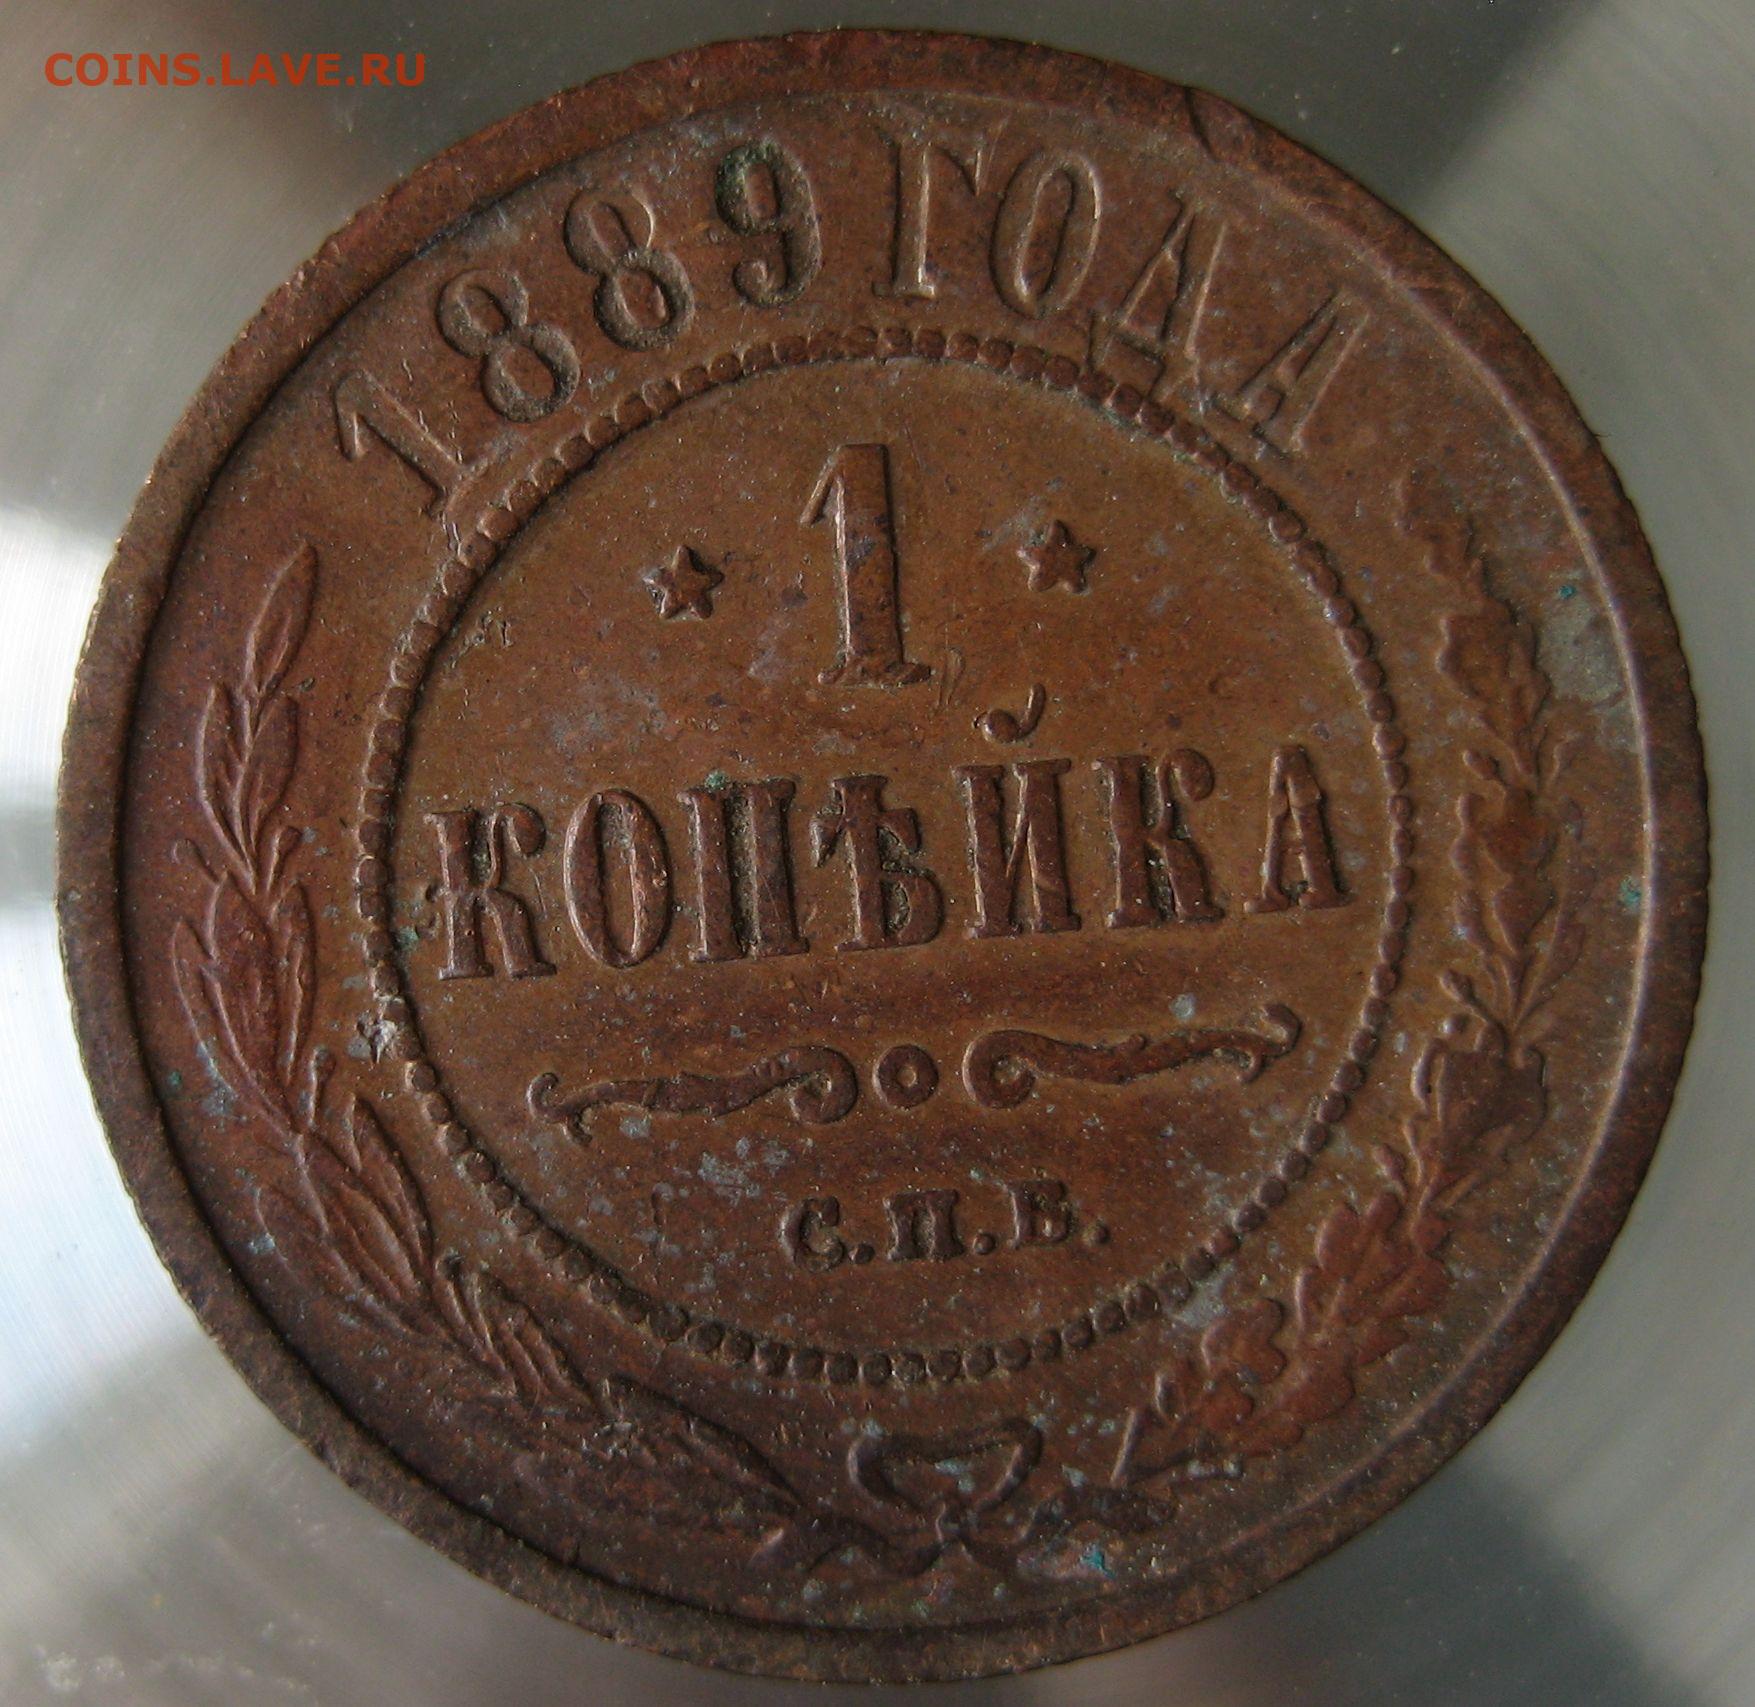 COINS.LAVE.RU
1889 ГОДА
1
КОПѢЙКА
С.П.Б.